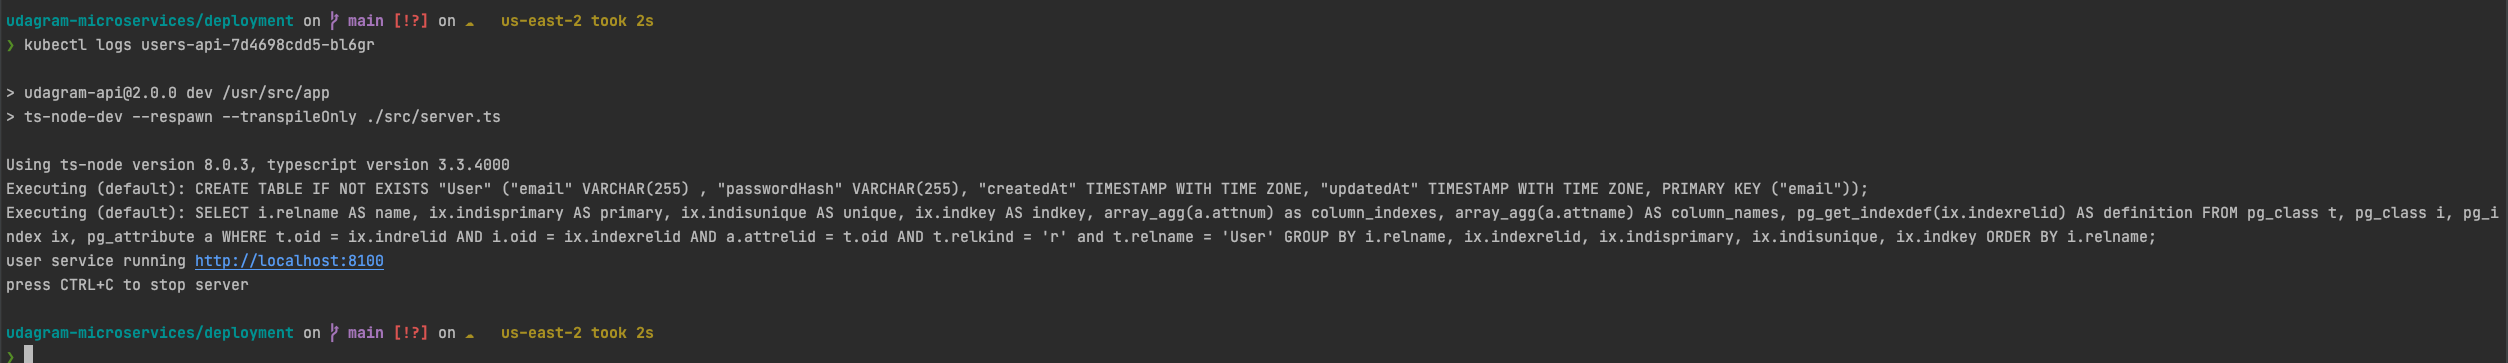 udagram-microservices/deployment on main [!?] on ☁ us-east-2 took 2s
❯ kubectl logs users-api-7d4698cdd5-bl6gr
> udagram-api@2.0.0 dev /usr/src/app
> ts-node-dev --respawn --transpileOnly ./src/server.ts
Using ts-node version 8.0.3, typescript version 3.3.4000
Executing (default): CREATE TABLE IF NOT EXISTS "User" ("email" VARCHAR(255) , "passwordHash" VARCHAR(255), "createdAt" TIMESTAMP WITH TIME ZONE, "updatedAt" TIMESTAMP WITH TIME ZONE, PRIMARY KEY ("email"));
Executing (default): SELECT i.relname AS name, ix.indisprimary AS primary, ix.indisunique AS unique, ix.indkey AS indkey, array_agg(a.attnum) as column_indexes, array_agg(a.attname) AS column_names, pg_get_indexdef(ix.indexrelid) AS definition FROM pg_class t, pg_class i, pg_i
ndex ix, pg_attribute a WHERE t.oid = ix.indrelid AND i.oid = ix.indexrelid AND a.attrelid = t.oid AND t.relkind = 'r' and t.relname = 'User' GROUP BY i.relname, ix.indexrelid, ix.indisprimary, ix.indisunique, ix.indkey ORDER BY i.relname;
user service running http://localhost:8100
press CTRL+C to stop server
udagram-microservices/deployment on main [!?] on ☁ us-east-2 took 2s
❯